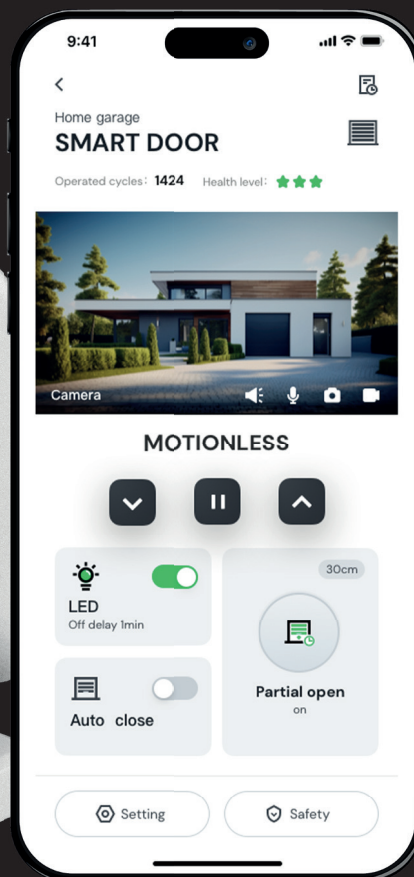 9:41
Home garage
SMART DOOR
Operated cycles: 1424 Health level:
Camera
MOTIONLESS
LED
Off delay 1min
30cm
Partial open
on
Auto close
Setting
Safety